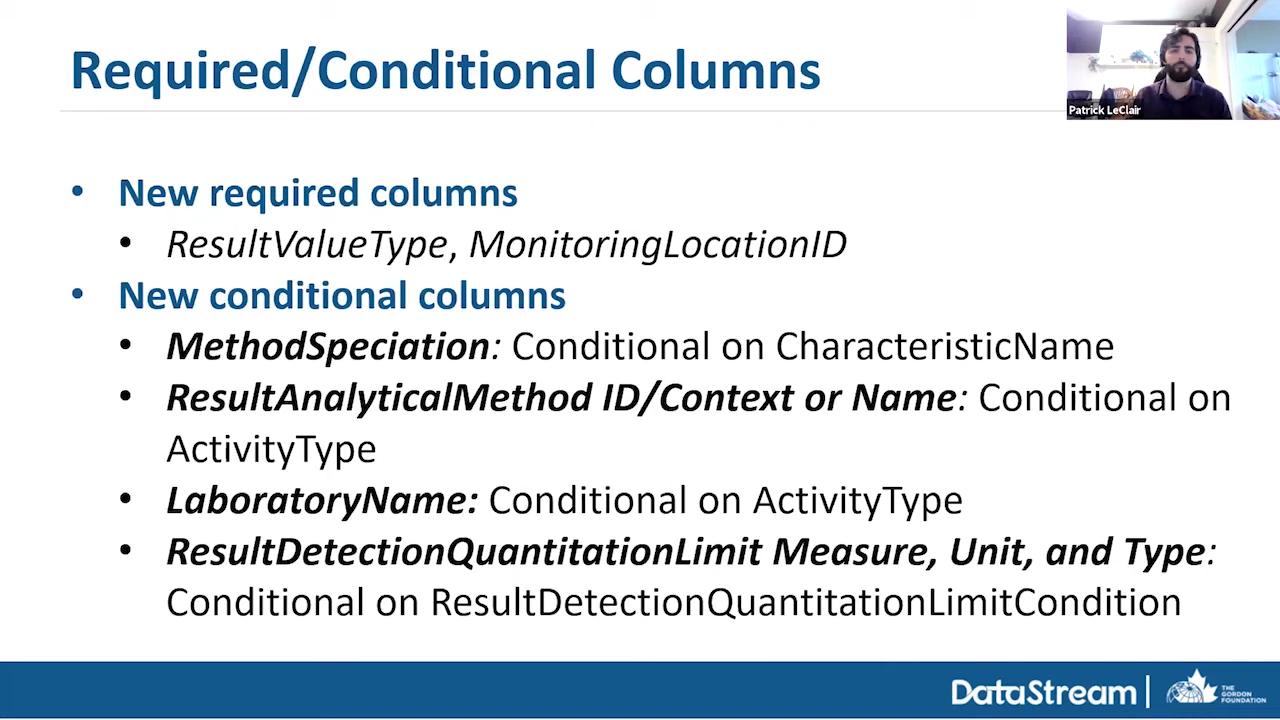 Required/Conditional Columns
Patrick LeClair
• New required columns
• ResultValueType, MonitoringLocationID
• New conditional columns
• MethodSpeciation: Conditional on CharacteristicName
• ResultAnalyticalMethod ID/Context or Name: Conditional on
ActivityType
• LaboratoryName: Conditional on ActivityType
• ResultDetectionQuantitationLimit Measure, Unit, and Type:
Conditional on ResultDetectionQuantitationLimitCondition
DataStream
THE
GORDON
FOUNDATION